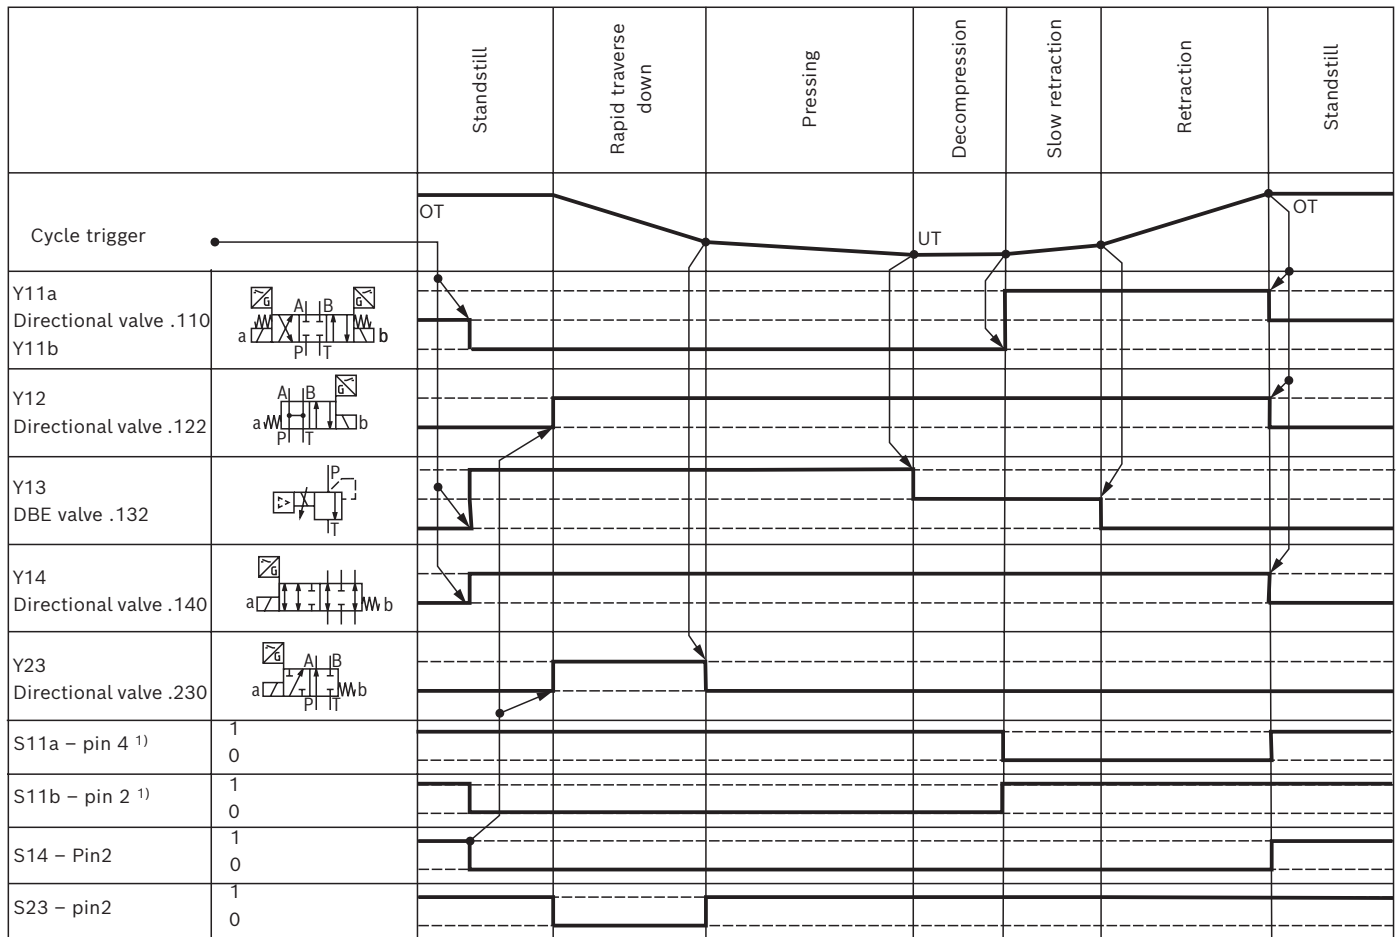 Standstill
Rapid traverse
down
Pressing
Decompression
Slow retraction
Retraction
Standstill
OT
UT
OT
Cycle trigger
Y11a
Directional valve .110
Y11b
A B
a b
P T
G
G
Y12
Directional valve .122
A B
a b
P T
G
Y13
DBE valve .132
P
T
Y14
Directional valve .140
a b
G
Y23
Directional valve .230
A B
a b
P T
G
S11a – pin 4 1)
1
0
S11b – pin 2 1)
1
0
S14 – Pin2
1
0
S23 – pin2
1
0